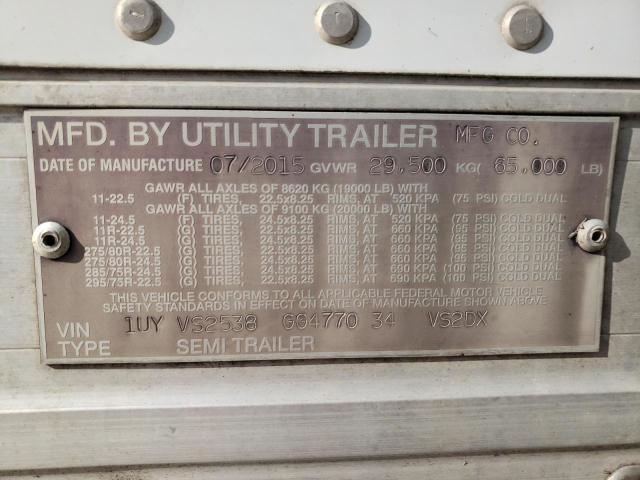 MFD. BY UTILITY TRAILER MFG CO.
DATE OF MANUFACTURE 07/2015 GVWR 29,500 KG( 65,000 LB)
GAWR ALL AXLES OF 8620 KG (19000 LB) WITH
11-22.5 (F) TIRES, 22.5x8.25 RIMS, AT 520 KPA (75 PSI) COLD DUAL
GAWR ALL AXLES OF 9100 KG (20000 LB) WITH
11-24.5 (F) TIRES, 24.5x8.25 RIMS, AT 520 KPA (75 PSI) COLD DUAL
11R-22.5 (G) TIRES, 22.5x8.25 RIMS, AT 660 KPA (95 PSI) COLD DUAL
11R-24.5 (G) TIRES, 24.5x8.25 RIMS, AT 660 KPA (95 PSI) COLD DUAL
275/80R-22.5 (G) TIRES, 22.5x8.25 RIMS, AT 660 KPA (95 PSI) COLD DUAL
275/80R-24.5 (G) TIRES, 24.5x8.25 RIMS, AT 660 KPA (95 PSI) COLD DUAL
285/75R-24.5 (G) TIRES, 24.5x8.25 RIMS, AT 690 KPA (100 PSI) COLD DUAL
295/75R-22.5 (G) TIRES, 22.5x8.25 RIMS, AT 690 KPA (100 PSI) COLD DUAL
THIS VEHICLE CONFORMS TO ALL APPLICABLE FEDERAL MOTOR VEHICLE
SAFETY STANDARDS IN EFFECT ON DATE OF MANUFACTURE SHOWN ABOVE
VIN 1UY VS2538 GG4770 34 VS2DX
TYPE SEMI TRAILER